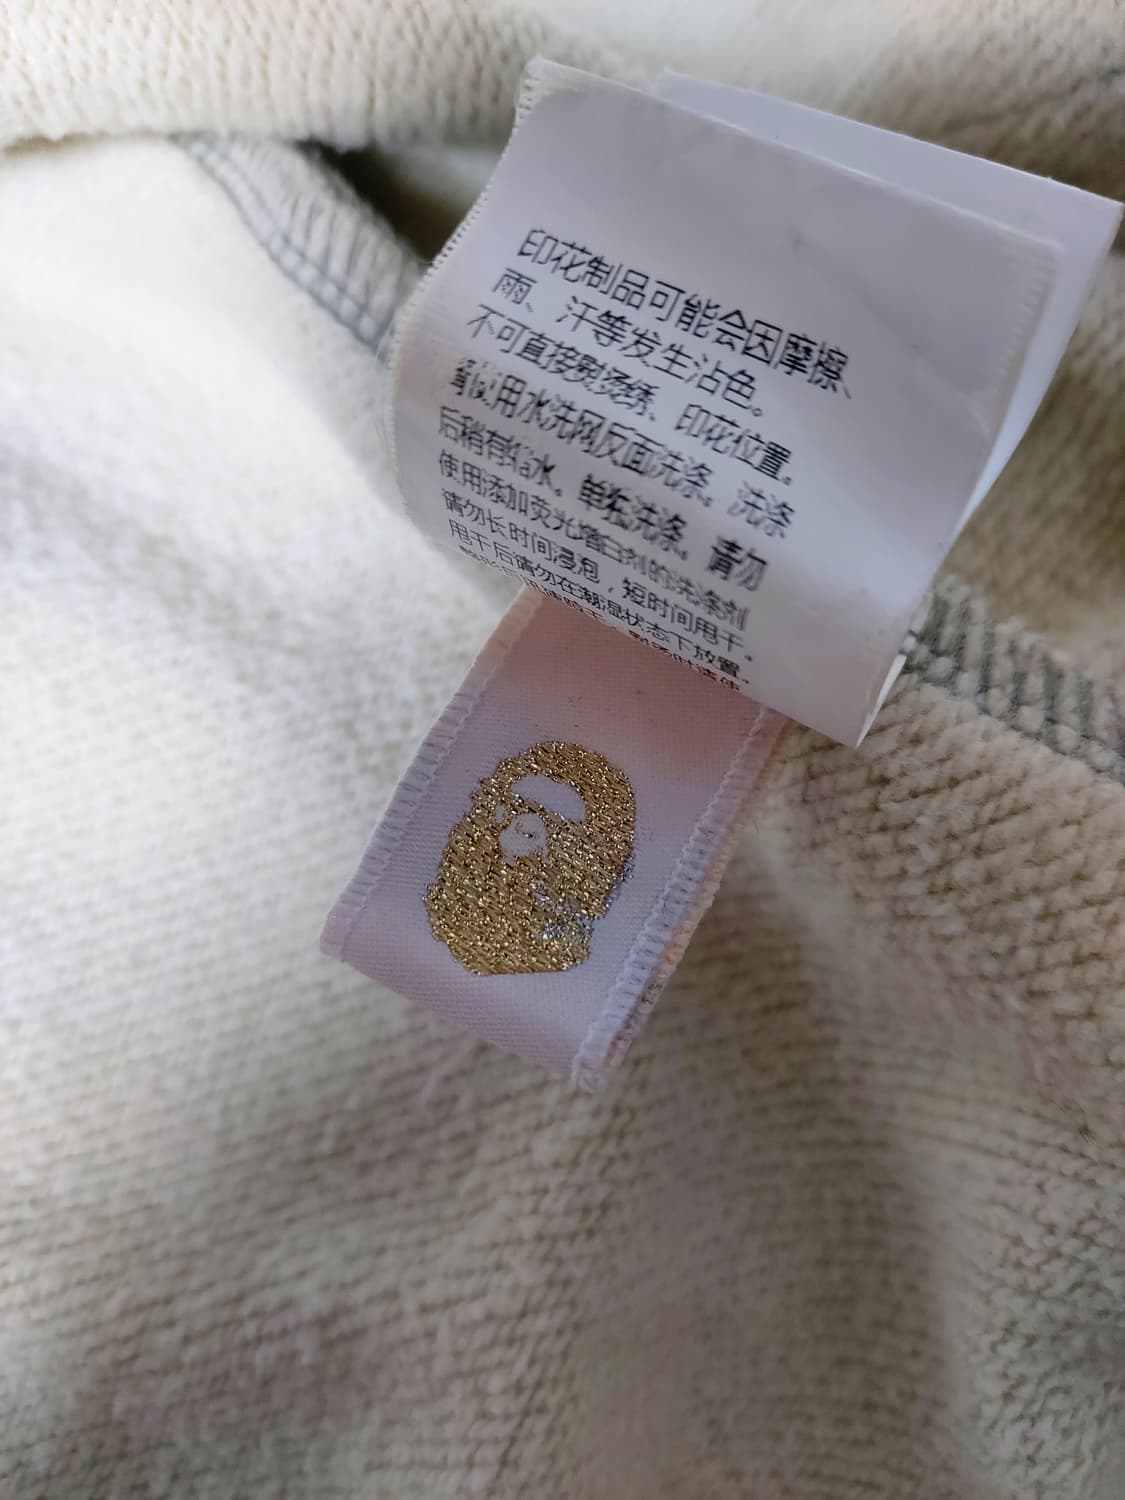 印花制品可能会因摩擦、
雨、汗等发生沾色。
不可直接熨烫绣、印花位置。
使用水洗网反面洗涤。洗涤
后稍有缩水。单独洗涤。请勿
使用添加荧光增白剂的洗涤剂
请勿长时间浸泡，短时间甩干。
甩干后请勿在潮湿状态下放置。